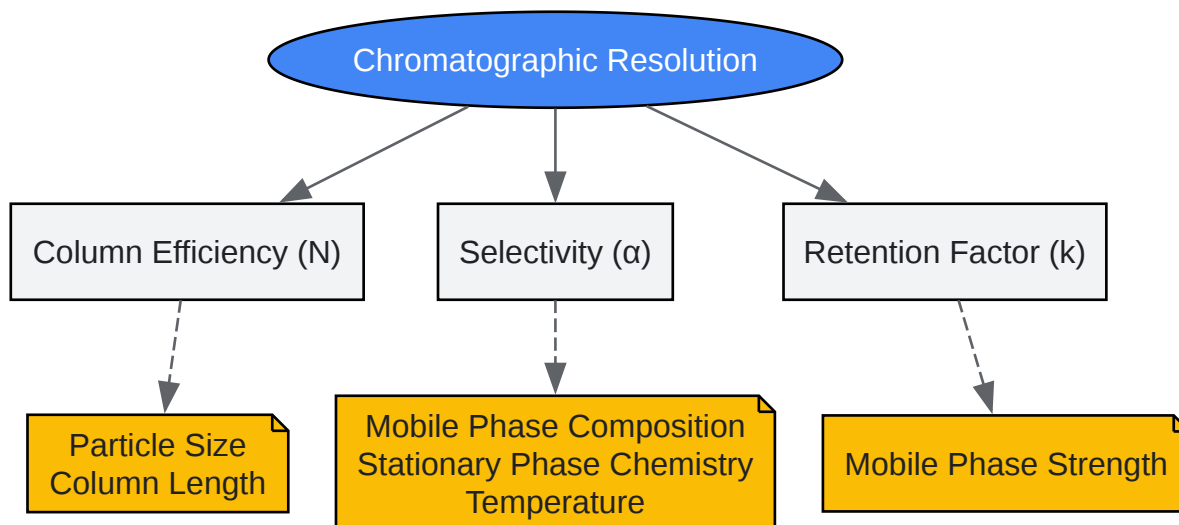 Chromatographic Resolution
Column Efficiency (N)
Selectivity (α)
Retention Factor (k)
Particle Size
Column Length
Mobile Phase Composition
Stationary Phase Chemistry
Temperature
Mobile Phase Strength